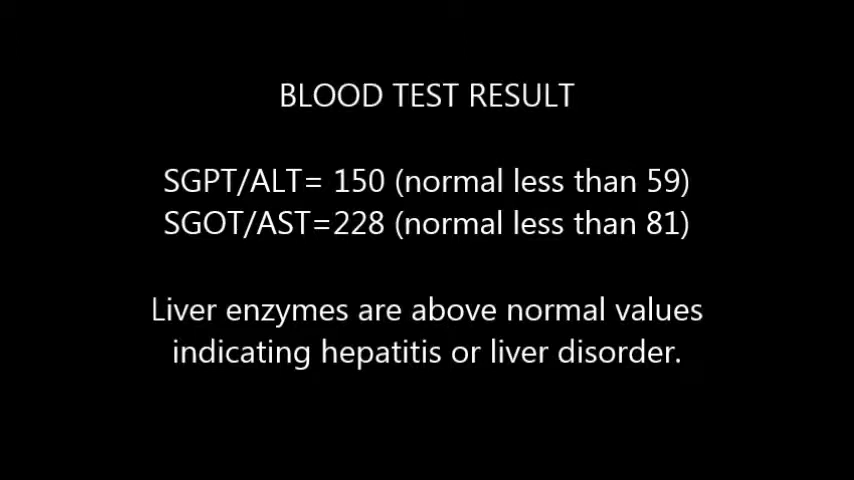 BLOOD TEST RESULT
SGPT/ALT= 150 (normal less than 59)
SGOT/AST=228 (normal less than 81)
Liver enzymes are above normal values
indicating hepatitis or liver disorder.